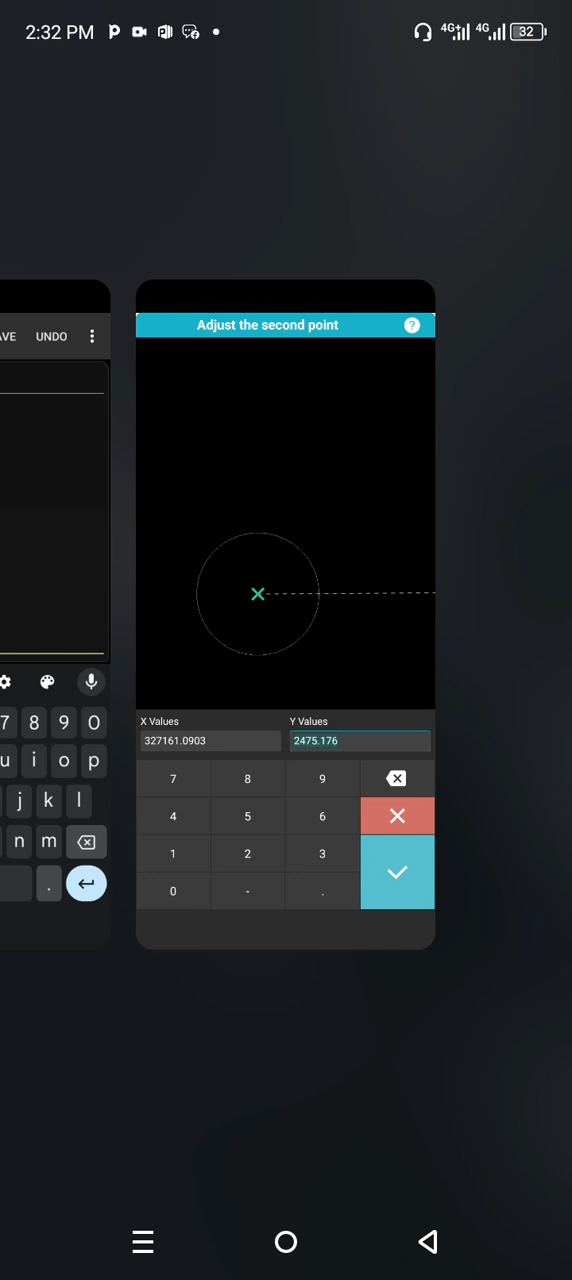 2:32 PM
4G+ 4G 32
Adjust the second point ?
AVE UNDO
X Values Y Values
327161.0903 2475.176
7 8 9 0
u i o p
j k l
n m
.
7 8 9
4 5 6
1 2 3
0 - .